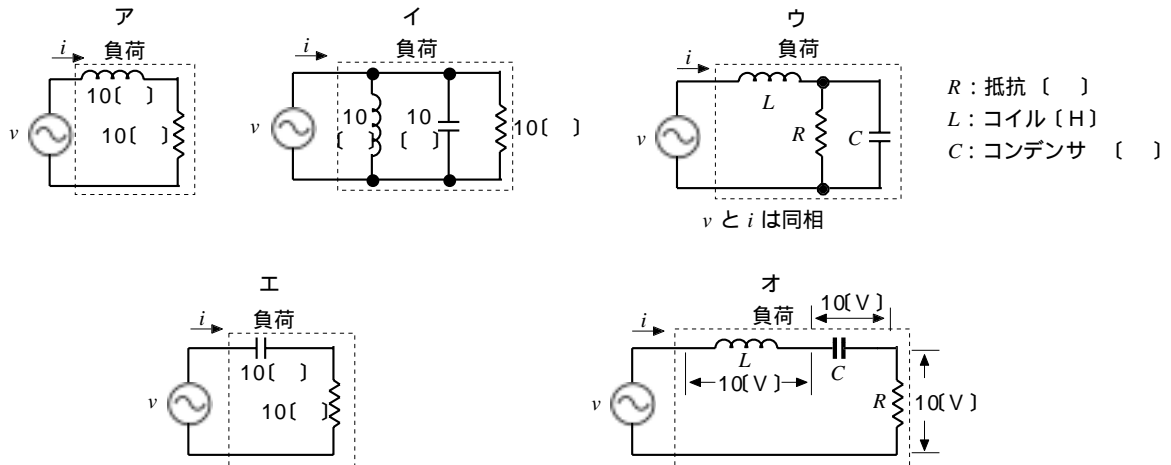 ア
i
負荷
10〔 〕
10〔 〕
v
イ
i
負荷
10
〔 〕
10
〔 〕
10〔 〕
v
ウ
i
負荷
L
R
C
v
v と i は同相
R：抵抗〔 〕
L：コイル〔H〕
C：コンデンサ 〔 〕
エ
i
負荷
10〔 〕
10〔 〕
v
オ
i
負荷
10〔V〕
L
C
10〔V〕
R
10〔V〕
v